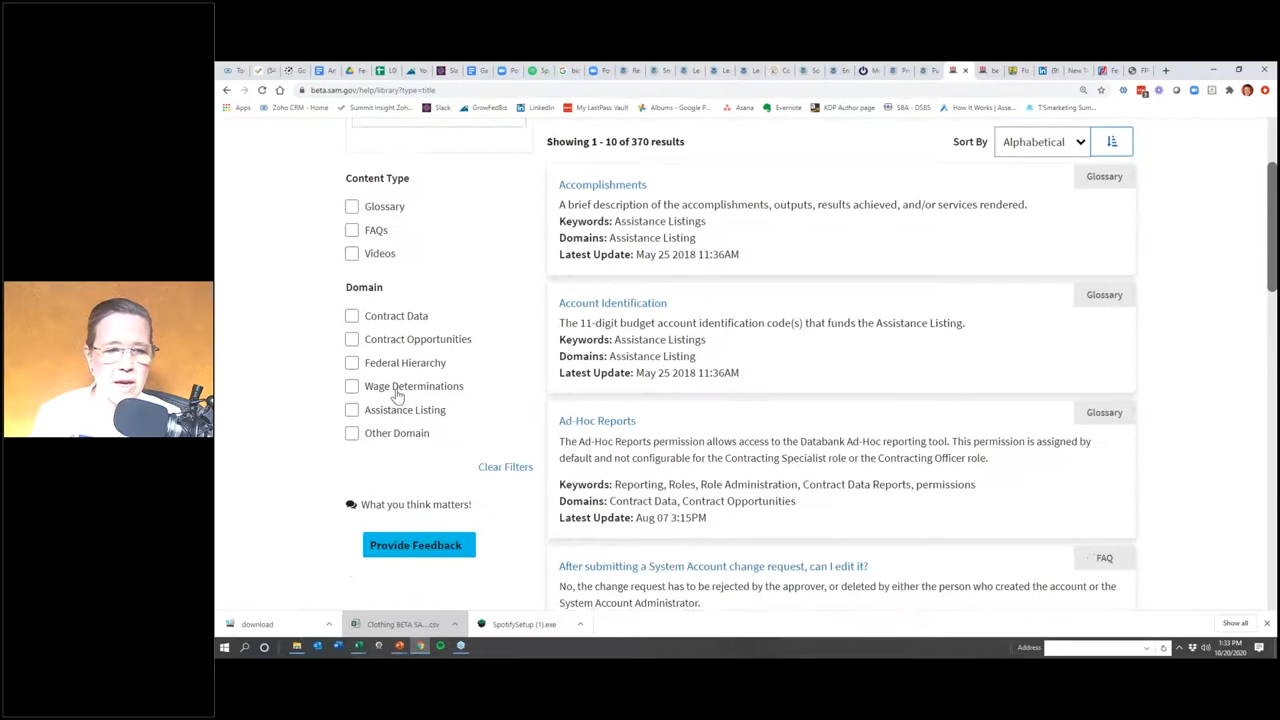 beta.sam.gov/help/library?type=title
Apps Zoho CRM - Home Summit Insight Zoh... Slack GrowFedBiz LinkedIn My LastPass Vault Albums - Google P... Asana Evernote KDP Author page SBA - DSBS How It Works | Asse... T'SMarketing Sum...
Showing 1 - 10 of 370 results
Sort By Alphabetical
Content Type
Glossary
FAQs
Videos
Domain
Contract Data
Contract Opportunities
Federal Hierarchy
Wage Determinations
Assistance Listing
Other Domain
Clear Filters
What you think matters!
Provide Feedback
Accomplishments
Glossary
A brief description of the accomplishments, outputs, results achieved, and/or services rendered.
Keywords: Assistance Listings
Domains: Assistance Listing
Latest Update: May 25 2018 11:36AM
Account Identification
Glossary
The 11-digit budget account identification code(s) that funds the Assistance Listing.
Keywords: Assistance Listings
Domains: Assistance Listing
Latest Update: May 25 2018 11:36AM
Ad-Hoc Reports
Glossary
The Ad-Hoc Reports permission allows access to the Databank Ad-Hoc reporting tool. This permission is assigned by
default and not configurable for the Contracting Specialist role or the Contracting Officer role.
Keywords: Reporting, Roles, Role Administration, Contract Data Reports, permissions
Domains: Contract Data, Contract Opportunities
Latest Update: Aug 07 3:15PM
After submitting a System Account change request, can I edit it?
FAQ
No, the change request has to be rejected by the approver, or deleted by either the person who created the account or the
System Account Administrator.
download
Clothing BETA SA....csv
SpotifySetup (1).exe
Show all
Address
1:33 PM
10/20/2020